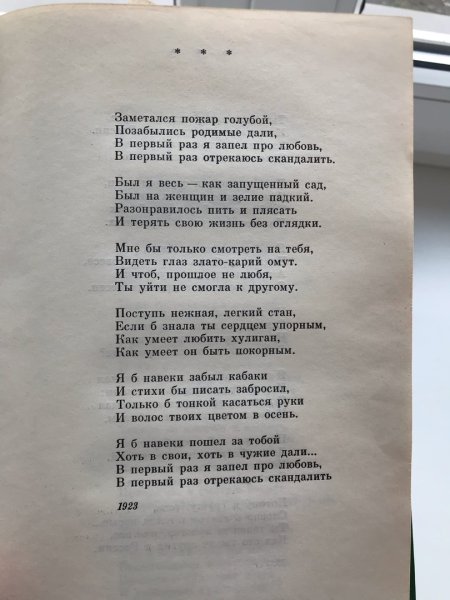 * * *
Заметался пожар голубой,
Позабылись родимые дали,
В первый раз я запел про любовь,
В первый раз отрекаюсь скандалить.
Был я весь — как запущенный сад,
Был на женщин и зелие падкий.
Разонравилось пить и плясать
И терять свою жизнь без оглядки.
Мне бы только смотреть на тебя,
Видеть глаз злато-карий омут.
И чтоб, прошлое не любя,
Ты уйти не смогла к другому.
Поступь нежная, легкий стан,
Если б знала ты сердцем упорным,
Как умеет любить хулиган,
Как умеет он быть покорным.
Я б навеки забыл кабаки
И стихи бы писать забросил,
Только б тонкой касаться руки
И волос твоих цветом в осень.
Я б навеки пошел за тобой
Хоть в свои, хоть в чужие дали...
В первый раз я запел про любовь,
В первый раз отрекаюсь скандалить
1923